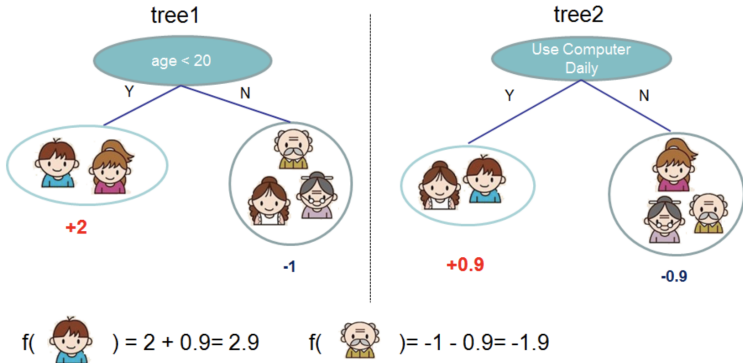 tree1
tree2
age < 20
Use Computer
Daily
Y
N
Y
N
+2
-1
+0.9
-0.9
f( ) = 2 + 0.9= 2.9
f( )= -1 - 0.9= -1.9